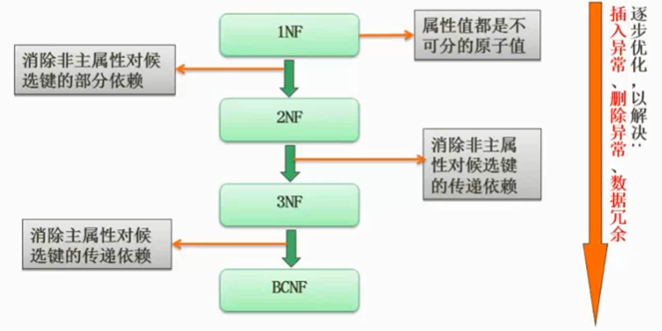 1NF
属性值都是不
可分的原子值
消除非主属性对候
选键的部分依赖
2NF
消除非主属
性对候选键
的传递依赖
3NF
消除主属性对候
选键的传递依赖
BCNF
逐步优化,以解决:
插入异常、删除异常、数据冗余